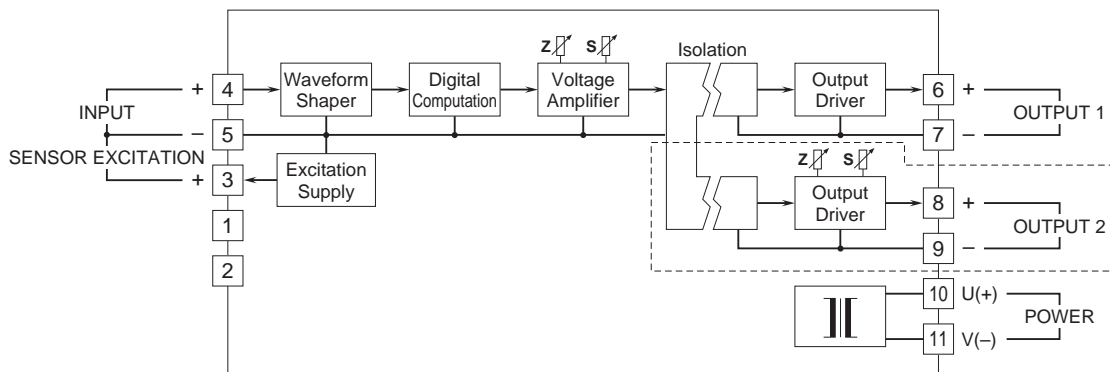 Isolation
Z S
Z S
INPUT
SENSOR EXCITATION
+ 4
– 5
+ 3
1
2
Waveform
Shaper
Digital
Computation
Voltage
Amplifier
Excitation
Supply
Output
Driver
6 +
7 –
OUTPUT 1
Output
Driver
8 +
9 –
OUTPUT 2
10 U(+)
11 V(–)
POWER